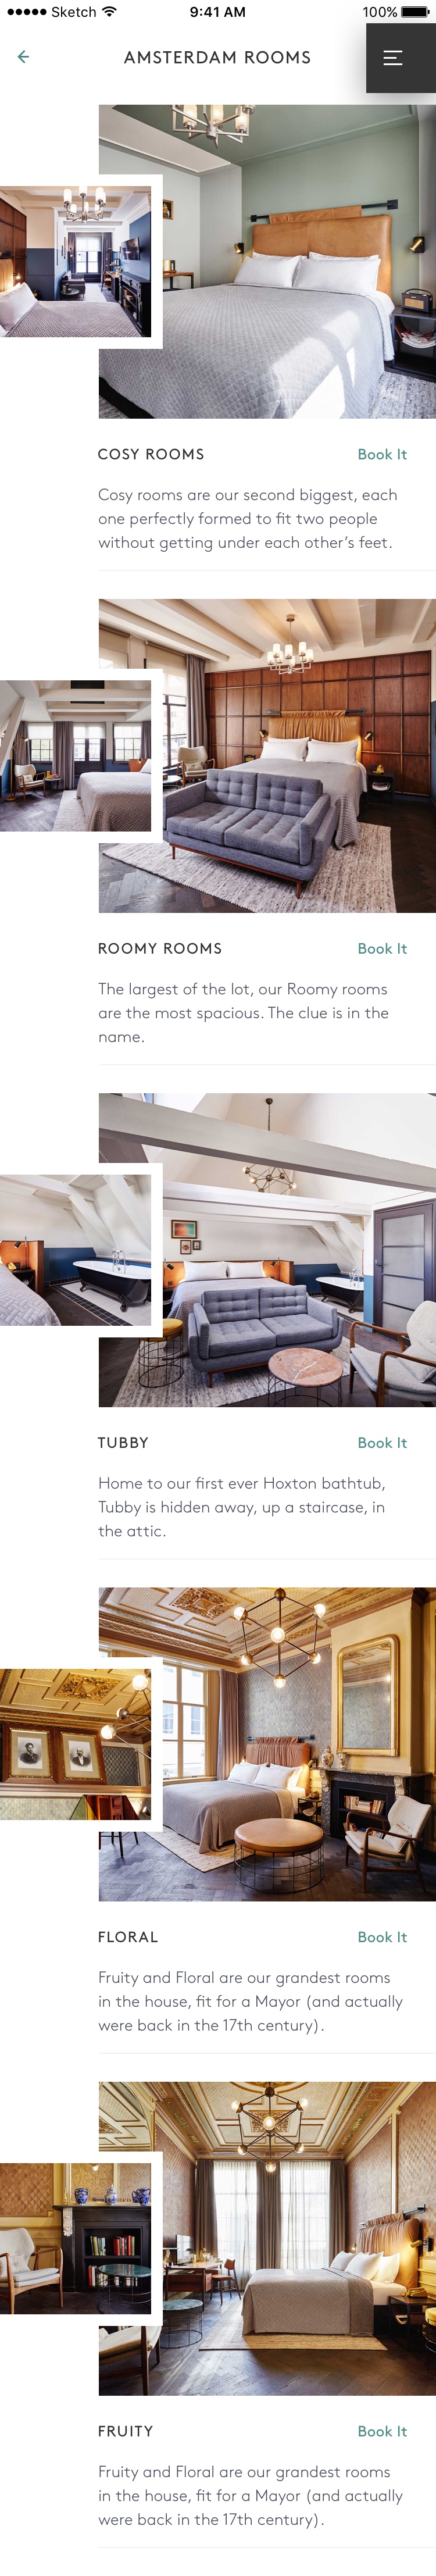 Sketch 9:41 AM 100%
AMSTERDAM ROOMS
COSY ROOMS Book It
Cosy rooms are our second biggest, each
one perfectly formed to fit two people
without getting under each other’s feet.
ROOMY ROOMS Book It
The largest of the lot, our Roomy rooms
are the most spacious. The clue is in the
name.
TUBBY Book It
Home to our first ever Hoxton bathtub,
Tubby is hidden away, up a staircase, in
the attic.
FLORAL Book It
Fruity and Floral are our grandest rooms
in the house, fit for a Mayor (and actually
were back in the 17th century).
FRUITY Book It
Fruity and Floral are our grandest rooms
in the house, fit for a Mayor (and actually
were back in the 17th century).